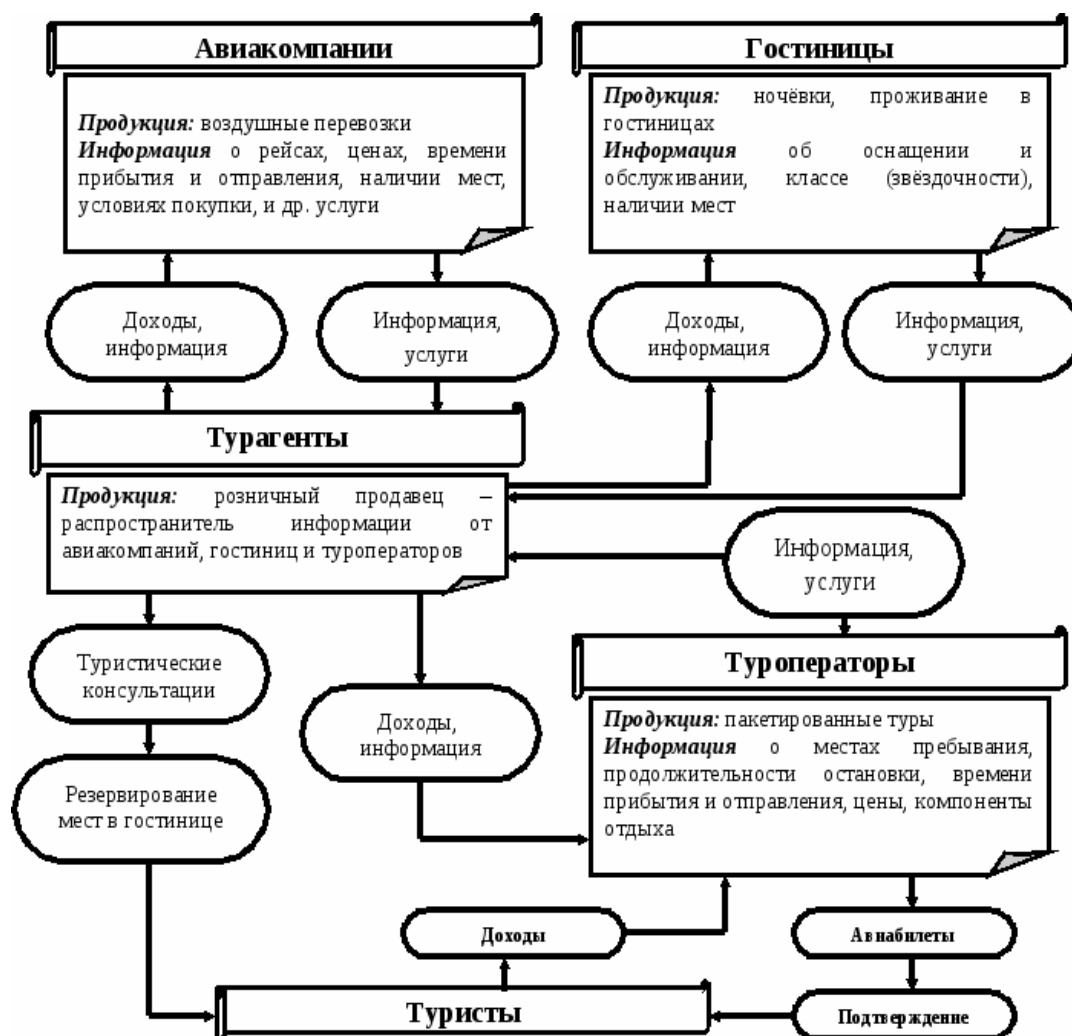 Авиакомпании
Продукция: воздушные перевозки
Информация о рейсах, ценах, времени
прибытия и отправления, наличии мест,
условиях покупки, и др. услуги
Гостиницы
Продукция: ночёвки, проживание в
гостиницах
Информация об оснащении и
обслуживании, классе (звёздочности),
наличии мест
Доходы,
информация
Информация,
услуги
Доходы,
информация
Информация,
услуги
Турагенты
Продукция: розничный продавец –
распространитель информации от
авиакомпаний, гостиниц и туроператоров
Информация,
услуги
Туристические
консультации
Доходы,
информация
Туроператоры
Продукция: пакетированные туры
Информация о местах пребывания,
продолжительности остановки, времени
прибытия и отправления, цены, компоненты
отдыха
Резервирование
мест в гостинице
Доходы
Авиабилеты
Туристы
Подтверждение